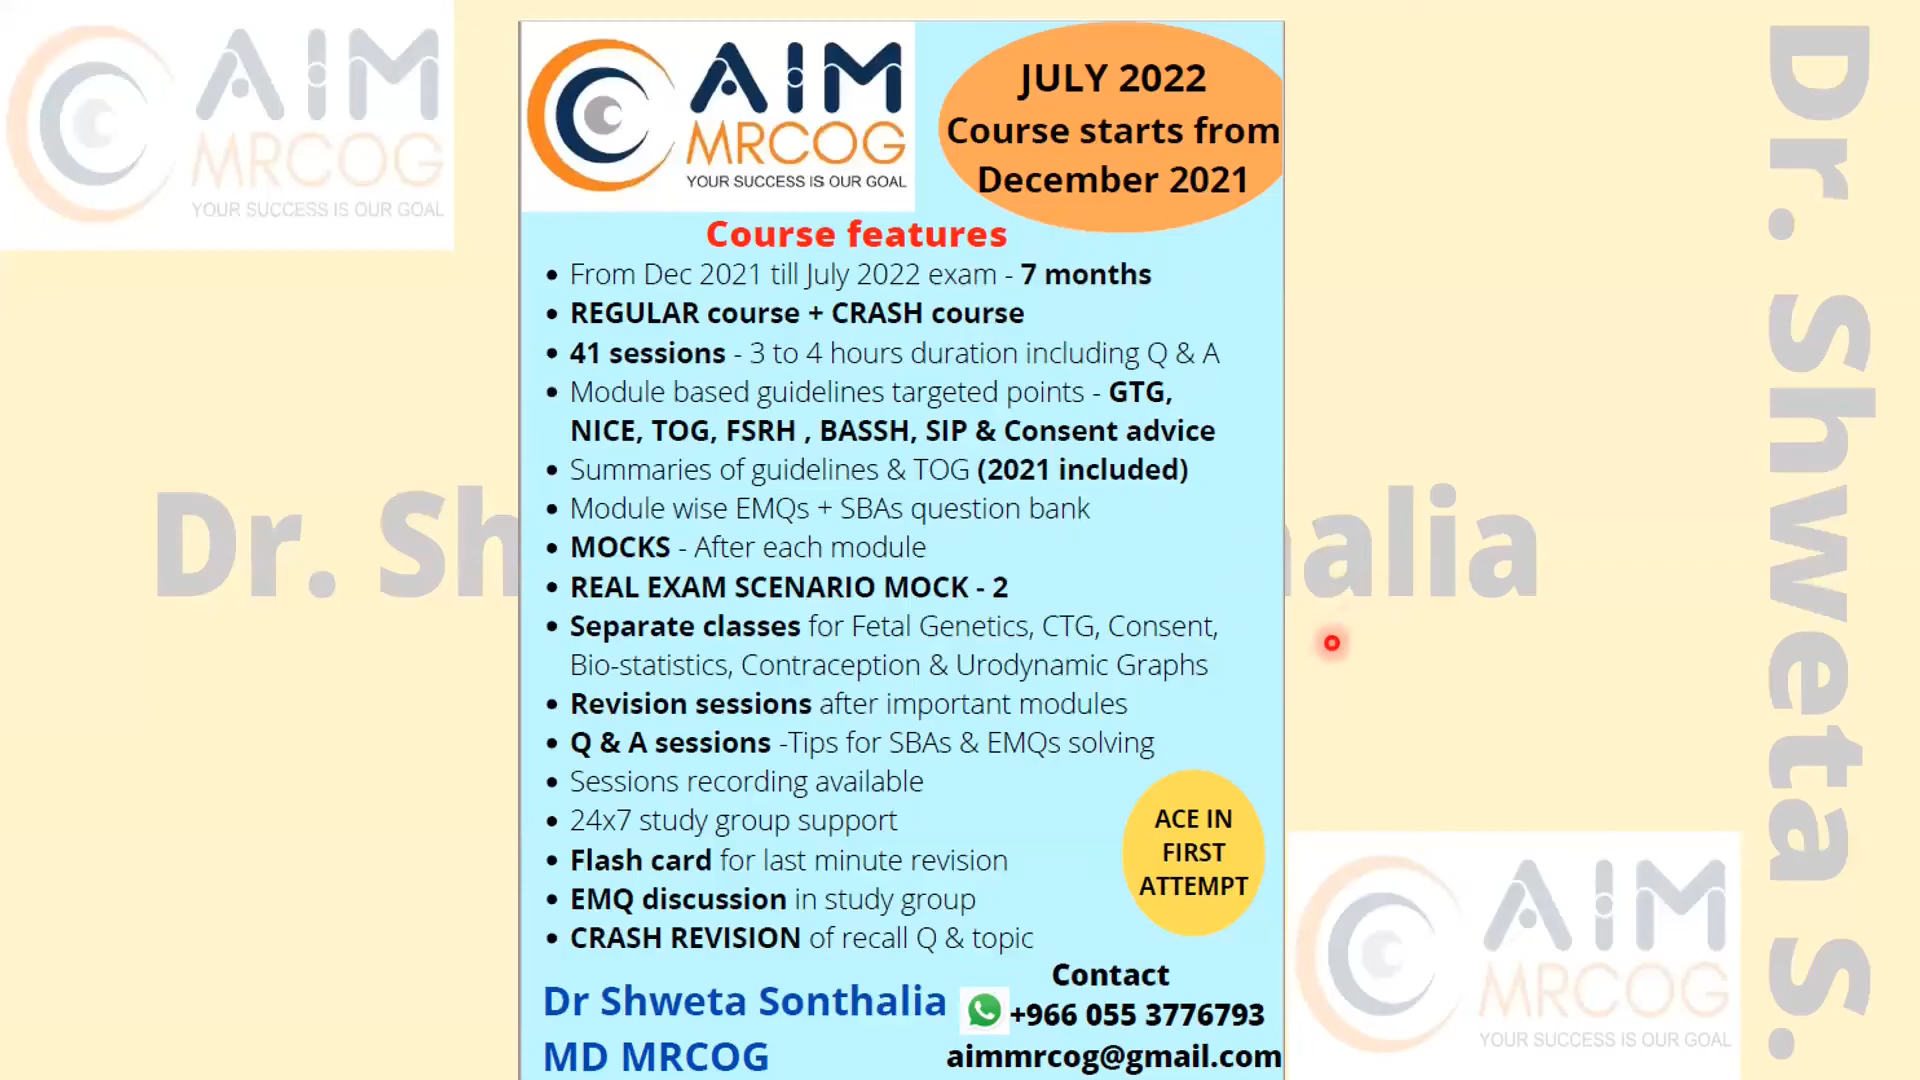 AIM
MRCOG
YOUR SUCCESS IS OUR GOAL
AIM
MRCOG
YOUR SUCCESS IS OUR GOAL
JULY 2022
Course starts from
December 2021
Course features
• From Dec 2021 till July 2022 exam - 7 months
• REGULAR course + CRASH course
• 41 sessions - 3 to 4 hours duration including Q & A
• Module based guidelines targeted points - GTG,
NICE, TOG, FSRH , BASSH, SIP & Consent advice
• Summaries of guidelines & TOG (2021 included)
• Module wise EMQs + SBAs question bank
• MOCKS - After each module
• REAL EXAM SCENARIO MOCK - 2
• Separate classes for Fetal Genetics, CTG, Consent,
Bio-statistics, Contraception & Urodynamic Graphs
• Revision sessions after important modules
• Q & A sessions -Tips for SBAs & EMQs solving
• Sessions recording available
• 24x7 study group support
• Flash card for last minute revision
• EMQ discussion in study group
• CRASH REVISION of recall Q & topic
ACE IN
FIRST
ATTEMPT
Dr Shweta Sonthalia
MD MRCOG
Contact
+966 055 3776793
aimmrcog@gmail.com
Dr. Sh alia
Dr. Shweta S.
AIM
MRCOG
YOUR SUCCESS IS OUR GOAL